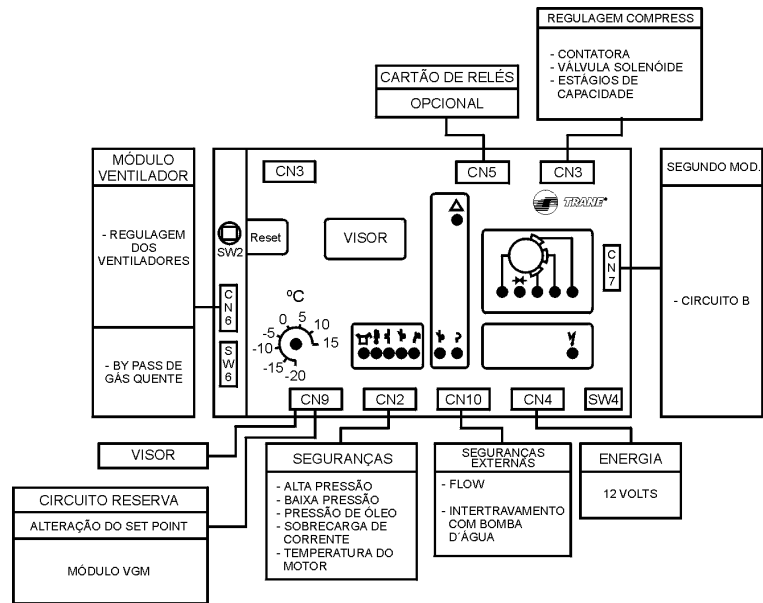 REGULAGEM COMPRESS
- CONTATORA
- VÁLVULA SOLENÓIDE
- ESTÁGIOS DE
CAPACIDADE
CARTÃO DE RELÉS
OPCIONAL
MÓDULO
VENTILADOR
- REGULAGEM
DOS
VENTILADORES
- BY PASS DE
GÁS QUENTE
SEGUNDO MOD.
- CIRCUITO B
CN3
CN5
CN3
TRANE
SW2
Reset
VISOR
CN7
CN6
SW6
ºC
-20
-15
-10
-5
0
5
10
15
CN9
CN2
CN10
CN4
SW4
VISOR
CIRCUITO RESERVA
ALTERAÇÃO DO SET POINT
MÓDULO VGM
SEGURANÇAS
- ALTA PRESSÃO
- BAIXA PRESSÃO
- PRESSÃO DE ÓLEO
- SOBRECARGA DE
CORRENTE
- TEMPERATURA DO
MOTOR
SEGURANÇAS
EXTERNAS
- FLOW
- INTERTRAVAMENTO
COM BOMBA
D´ÁGUA
ENERGIA
12 VOLTS